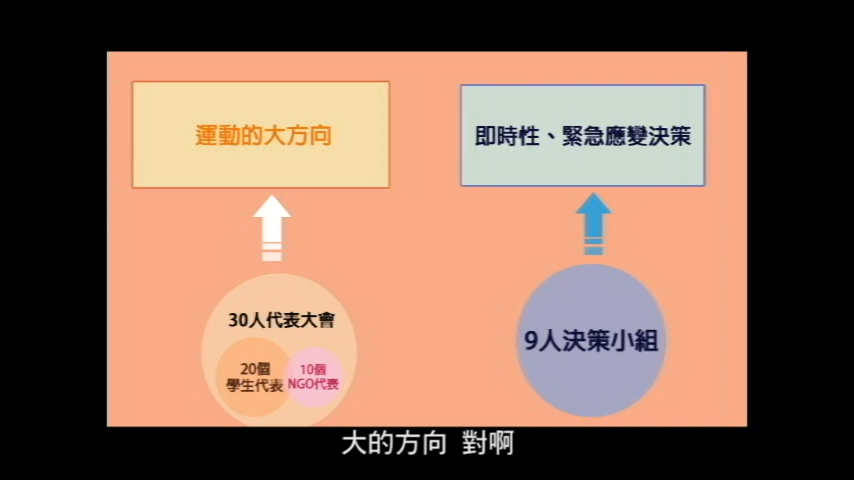 運動的大方向
即時性、緊急應變決策
30人代表大會
20個
學生代表
10個
NGO代表
9人決策小組
大的方向 對啊